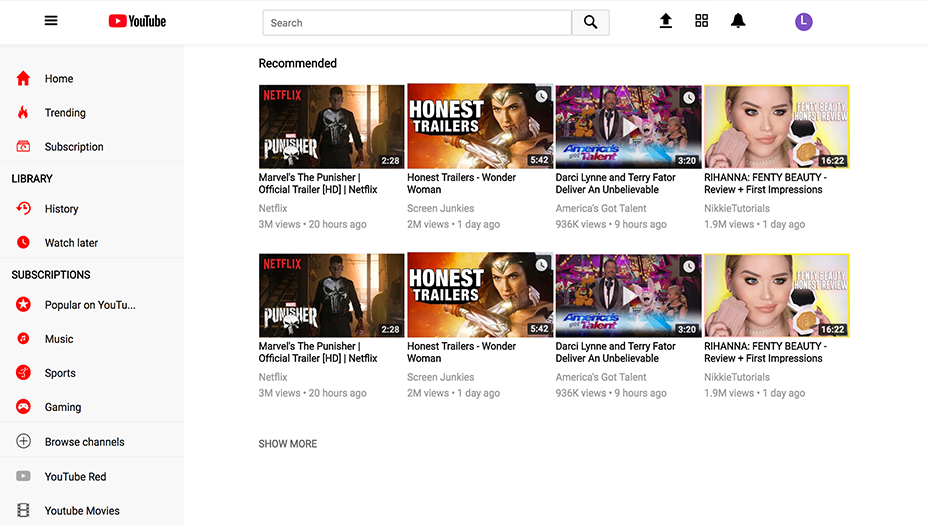 YouTube
Search
L
Home
Trending
Subscription
LIBRARY
History
Watch later
SUBSCRIPTIONS
Popular on YouTu...
Music
Sports
Gaming
Browse channels
YouTube Red
Youtube Movies
Recommended
NETFLIX
MARVEL
THE
PUNISHER
2:28
Marvel's The Punisher |
Official Trailer [HD] | Netflix
Netflix
3M views • 20 hours ago
HONEST
TRAILERS
5:42
Honest Trailers - Wonder
Woman
Screen Junkies
2M views • 1 day ago
America's
got Talent
3:20
Darci Lynne and Terry Fator
Deliver An Unbelievable
America's Got Talent
936K views • 9 hours ago
FENTY BEAUTY
HONEST REVIEW
16:22
RIHANNA: FENTY BEAUTY -
Review + First Impressions
NikkieTutorials
1.9M views • 1 day ago
NETFLIX
MARVEL
THE
PUNISHER
2:28
Marvel's The Punisher |
Official Trailer [HD] | Netflix
Netflix
3M views • 20 hours ago
HONEST
TRAILERS
5:42
Honest Trailers - Wonder
Woman
Screen Junkies
2M views • 1 day ago
America's
got Talent
3:20
Darci Lynne and Terry Fator
Deliver An Unbelievable
America's Got Talent
936K views • 9 hours ago
FENTY BEAUTY
HONEST REVIEW
16:22
RIHANNA: FENTY BEAUTY -
Review + First Impressions
NikkieTutorials
1.9M views • 1 day ago
SHOW MORE